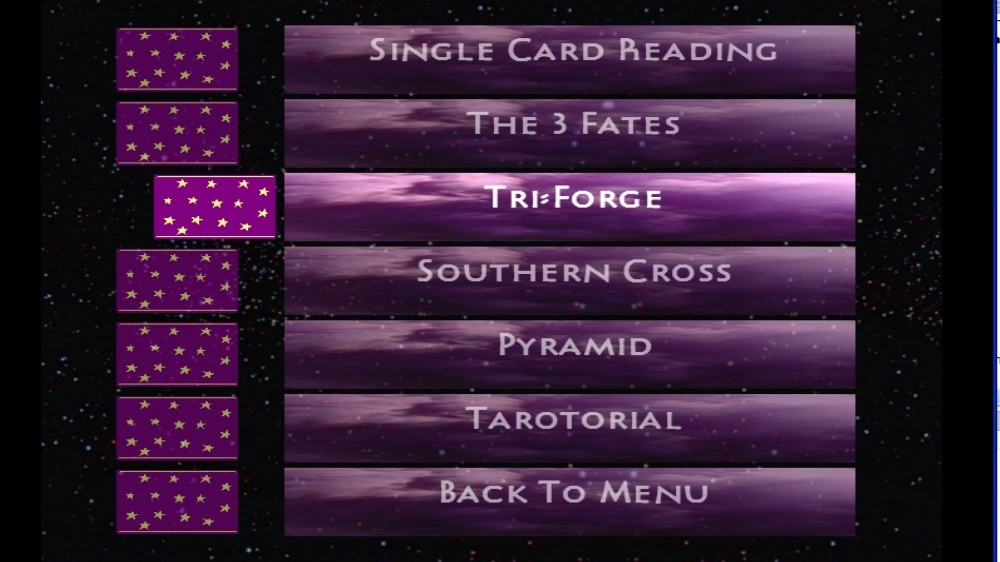 Single Card Reading
The 3 Fates
Tri:Forge
Southern Cross
Pyramid
Tarotorial
Back To Menu